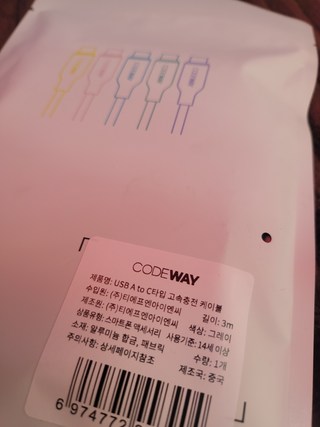 CODEWAY
제품명: USB A to C타입 고속충전 케이블
수입원: (주)티에프엔아이엔씨 길이: 3m
제조원: (주)티에프엔아이엔씨 색상: 그레이
상품유형: 스마트폰 액세서리 사용기준: 14세 이상
소재: 알루미늄 합금, 패브릭 수량: 1개
주의사항: 상세페이지참조 제조국: 중국
6 974772